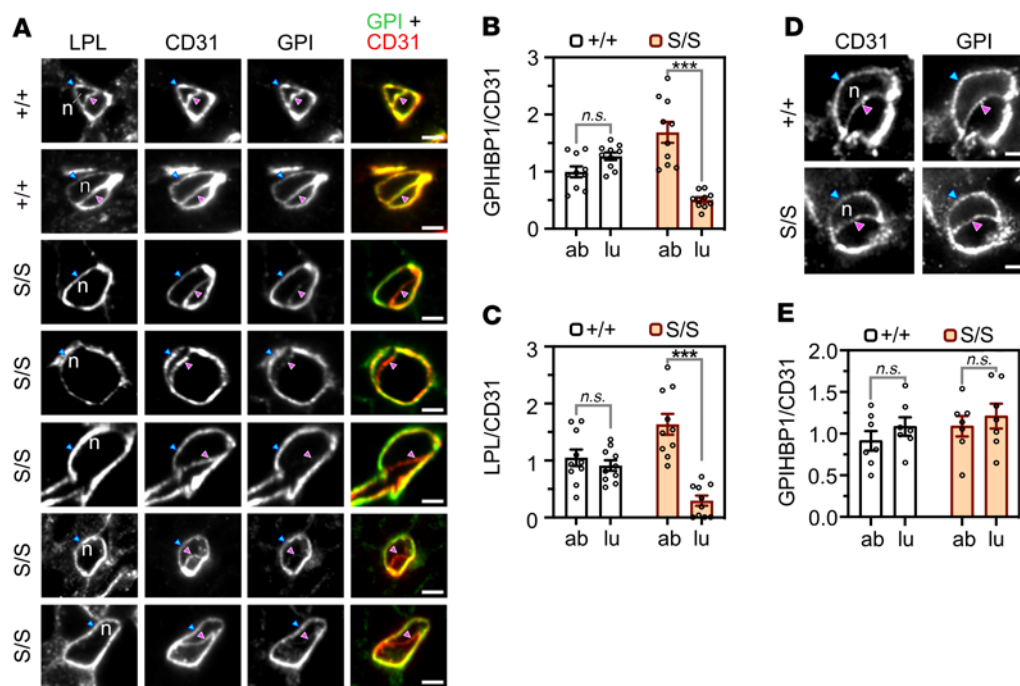 A
LPL
CD31
GPI
GPI +
CD31
+/+
n
+/+
n
S/S
n
S/S
n
S/S
n
S/S
n
S/S
n
B
+/+
S/S
GPIHBP1/CD31
3
2
1
0
n.s.
***
ab
lu
ab
lu
C
+/+
S/S
LPL/CD31
3
2
1
0
n.s.
***
ab
lu
ab
lu
D
CD31
GPI
+/+
n
S/S
n
E
+/+
S/S
GPIHBP1/CD31
2.0
1.5
1.0
0.5
0.0
n.s.
n.s.
ab
lu
ab
lu